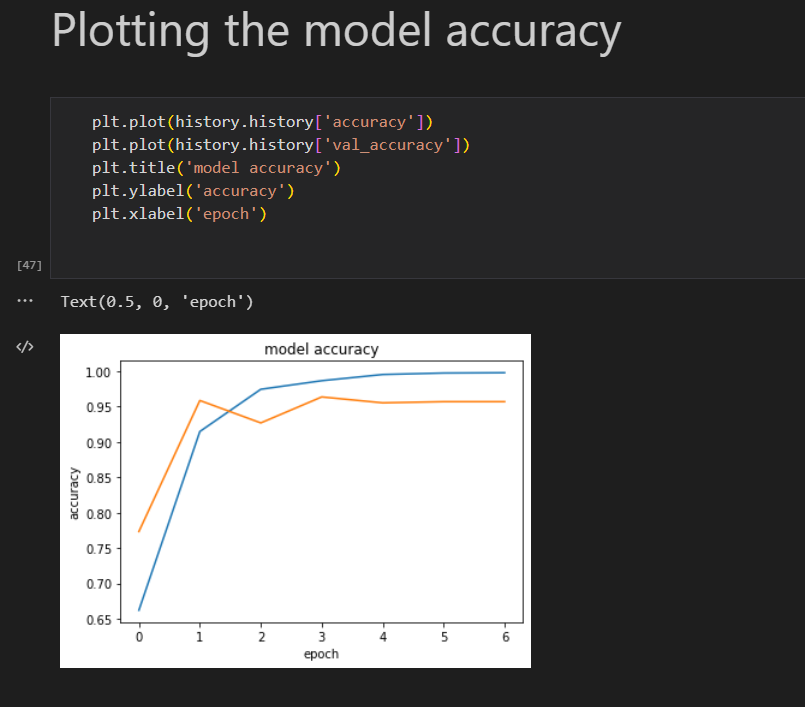 Plotting the model accuracy
plt.plot(history.history['accuracy'])
plt.plot(history.history['val_accuracy'])
plt.title('model accuracy')
plt.ylabel('accuracy')
plt.xlabel('epoch')
[47]
... Text(0.5, 0, 'epoch')
</>
model accuracy
1.00
0.95
0.90
0.85
0.80
0.75
0.70
0.65
accuracy
0 1 2 3 4 5 6
epoch